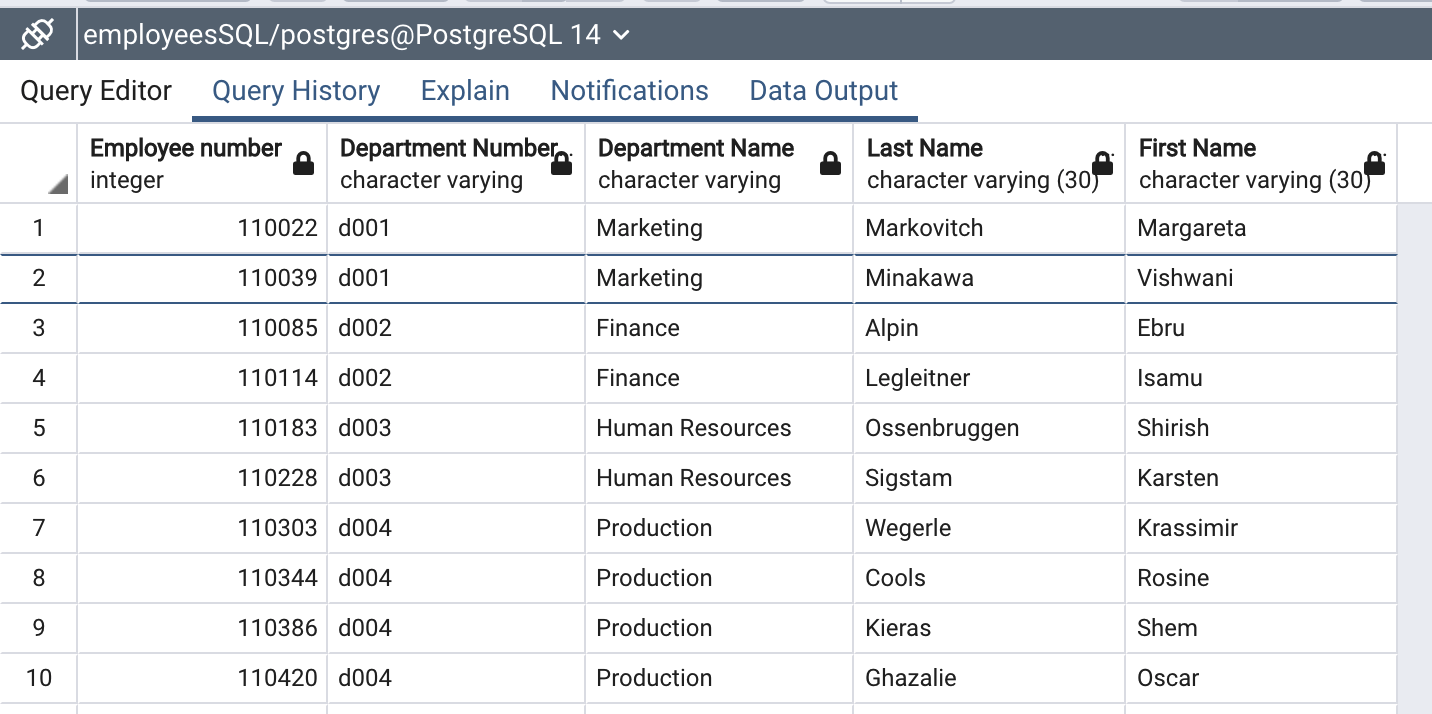 employeesSQL/postgres@PostgreSQL 14
Query Editor Query History Explain Notifications Data Output
Employee number Department Number Department Name Last Name First Name
integer character varying character varying character varying (30) character varying (30)
1 110022 d001 Marketing Markovitch Margareta
2 110039 d001 Marketing Minakawa Vishwani
3 110085 d002 Finance Alpin Ebru
4 110114 d002 Finance Legleitner Isamu
5 110183 d003 Human Resources Ossenbruggen Shirish
6 110228 d003 Human Resources Sigstam Karsten
7 110303 d004 Production Wegerle Krassimir
8 110344 d004 Production Cools Rosine
9 110386 d004 Production Kieras Shem
10 110420 d004 Production Ghazalie Oscar